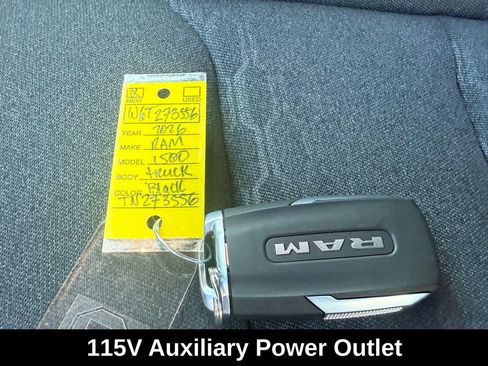 NEW USED
W6T273556
YEAR 2026
MAKE RAM
MODEL 1500
BODY truck
COLOR Black
TN273556
RAM
115V Auxiliary Power Outlet